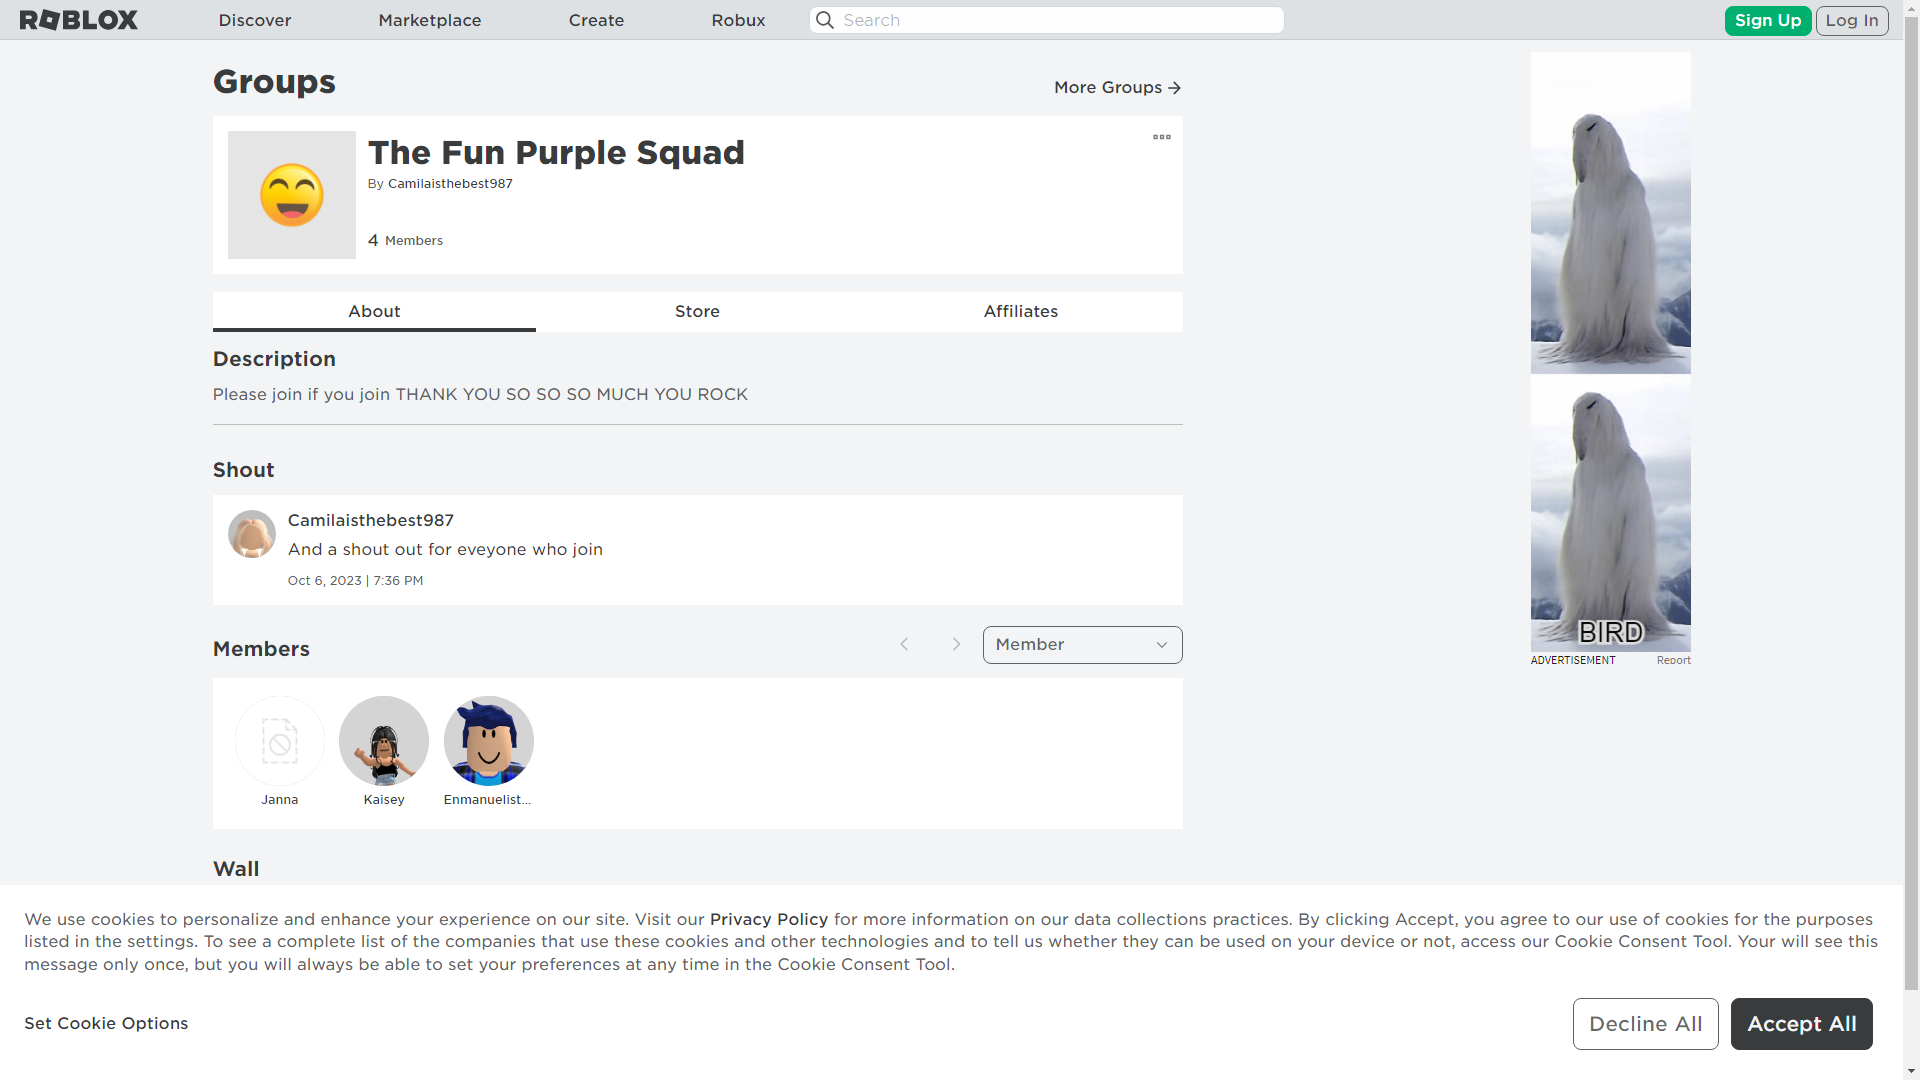 ROBLOX
Discover
Marketplace
Create
Robux
Search
Sign Up
Log In
Groups
More Groups
The Fun Purple Squad
By Camilaisthebest987
4 Members
About
Store
Affiliates
Description
Please join if you join THANK YOU SO SO SO MUCH YOU ROCK
Shout
Camilaisthebest987
And a shout out for eveyone who join
Oct 6, 2023 | 7:36 PM
Members
Member
Janna
Kaisey
Enmanuelist...
Wall
BIRD
ADVERTISEMENT
Report
We use cookies to personalize and enhance your experience on our site. Visit our Privacy Policy for more information on our data collections practices. By clicking Accept, you agree to our use of cookies for the purposes
listed in the settings. To see a complete list of the companies that use these cookies and other technologies and to tell us whether they can be used on your device or not, access our Cookie Consent Tool. Your will see this
message only once, but you will always be able to set your preferences at any time in the Cookie Consent Tool.
Set Cookie Options
Decline All
Accept All